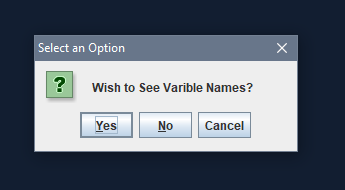 Select an Option
Wish to See Varible Names?
Yes No Cancel